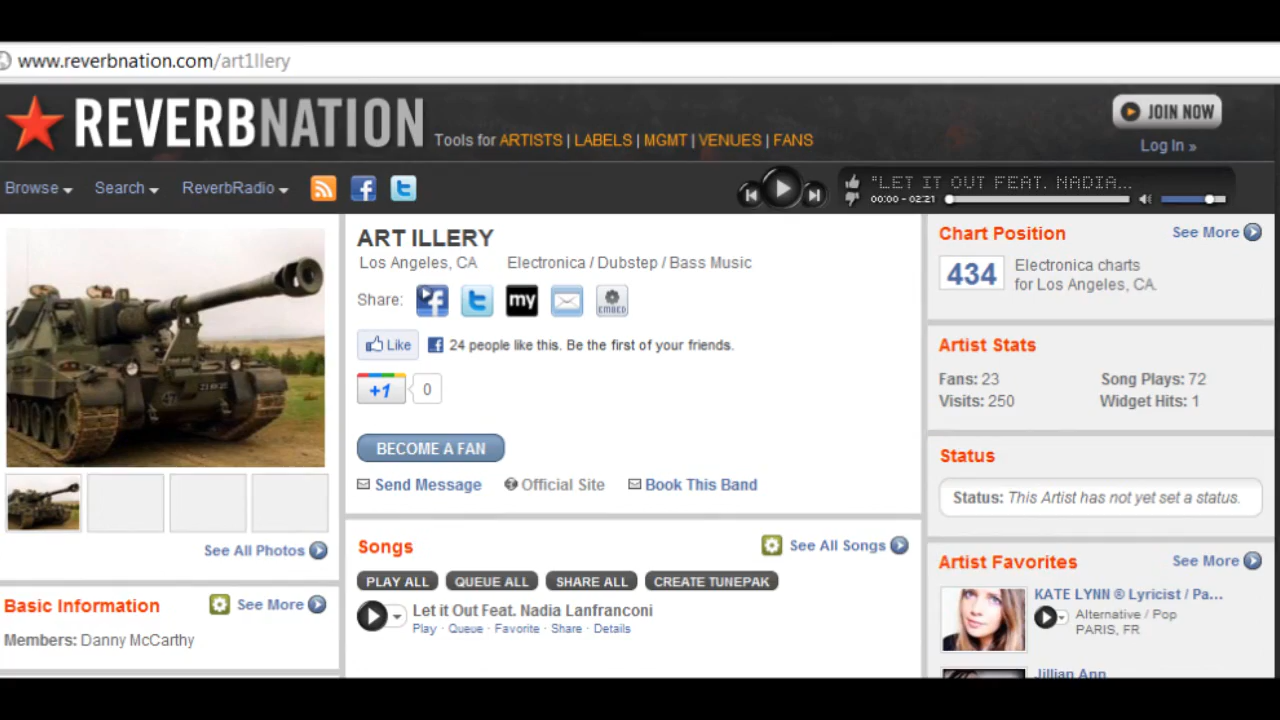 www.reverbnation.com/art1llery
REVERBNATION
Tools for ARTISTS | LABELS | MGMT | VENUES | FANS
JOIN NOW
Log In »
Browse
Search
ReverbRadio
"LET IT OUT FEAT. NADIA...
00:00 - 02:21
ART ILLERY
Los Angeles, CA Electronica / Dubstep / Bass Music
Share:
my
EMBED
Like
24 people like this. Be the first of your friends.
+1
0
BECOME A FAN
Send Message
Official Site
Book This Band
See All Photos
Basic Information
See More
Members: Danny McCarthy
Songs
See All Songs
PLAY ALL
QUEUE ALL
SHARE ALL
CREATE TUNEPAK
Let it Out Feat. Nadia Lanfranconi
Play · Queue · Favorite · Share · Details
Chart Position
See More
434
Electronica charts
for Los Angeles, CA.
Artist Stats
Fans: 23 Song Plays: 72
Visits: 250 Widget Hits: 1
Status
Status: This Artist has not yet set a status.
Artist Favorites
See More
KATE LYNN ® Lyricist / Pa...
Alternative / Pop
PARIS, FR
Jillian Ann